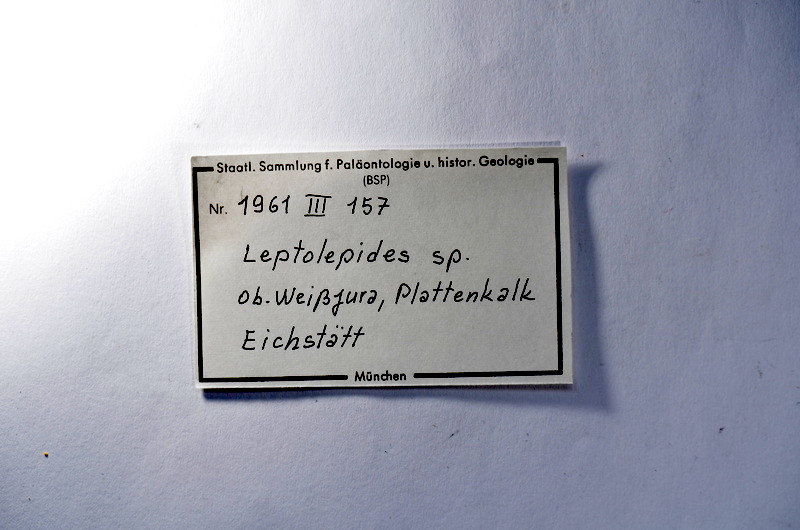 Staatl. Sammlung f. Paläontologie u. histor. Geologie
(BSP)
Nr. 1961 III 157
Leptolepides sp.
ob. Weißjura, Plattenkalk
Eichstätt
München